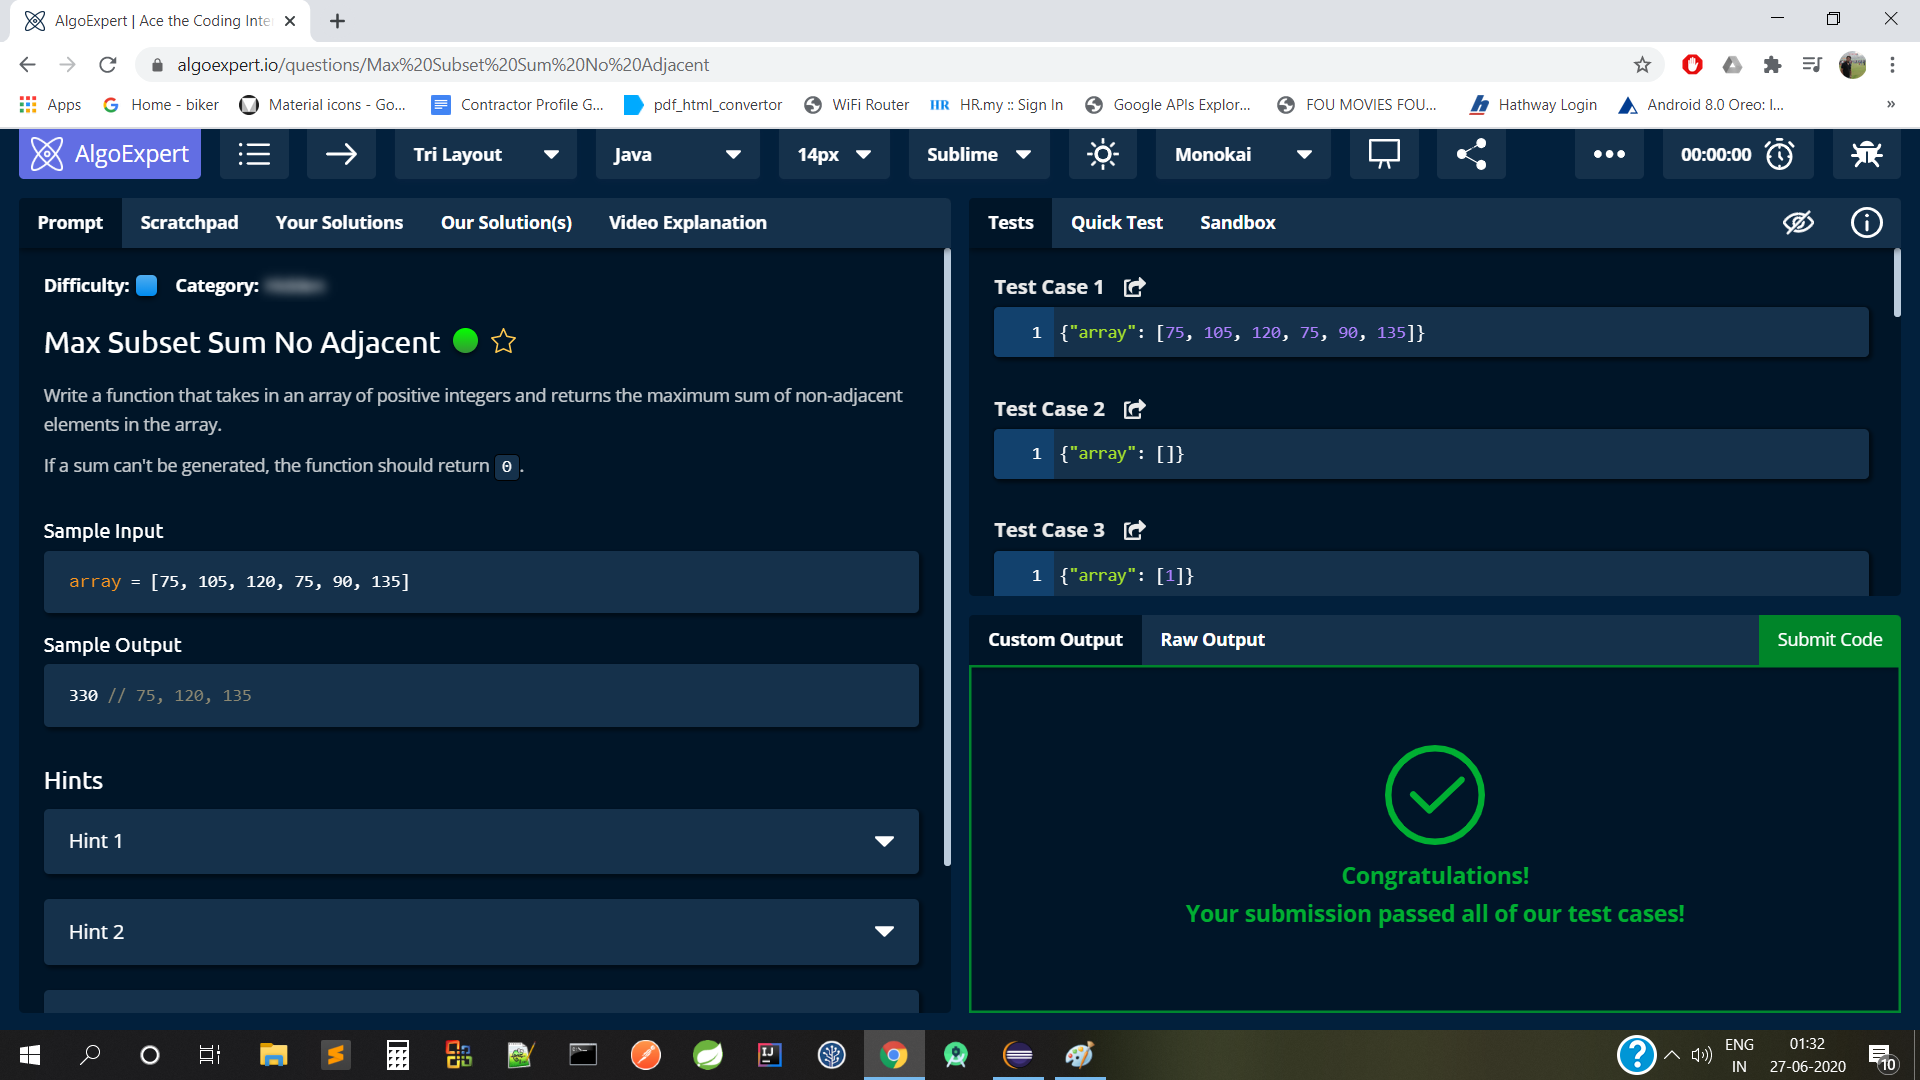 AlgoExpert | Ace the Coding Inte
algoexpert.io/questions/Max%20Subset%20Sum%20No%20Adjacent
Apps
Home - biker
Material icons - Go...
Contractor Profile G...
pdf_html_convertor
WiFi Router
HR HR.my :: Sign In
Google APIs Explor...
FOU MOVIES FOU...
Hathway Login
Android 8.0 Oreo: I...
»
AlgoExpert
Tri Layout
Java
14px
Sublime
Monokai
00:00:00
Prompt
Scratchpad
Your Solutions
Our Solution(s)
Video Explanation
Difficulty:
Category:
Max Subset Sum No Adjacent
Write a function that takes in an array of positive integers and returns the maximum sum of non-adjacent
elements in the array.
If a sum can't be generated, the function should return 0.
Sample Input
array = [75, 105, 120, 75, 90, 135]
Sample Output
330 // 75, 120, 135
Hints
Hint 1
Hint 2
Tests
Quick Test
Sandbox
Test Case 1
1 {"array": [75, 105, 120, 75, 90, 135]}
Test Case 2
1 {"array": []}
Test Case 3
1 {"array": [1]}
Custom Output
Raw Output
Submit Code
Congratulations!
Your submission passed all of our test cases!
ENG
IN
01:32
27-06-2020
10